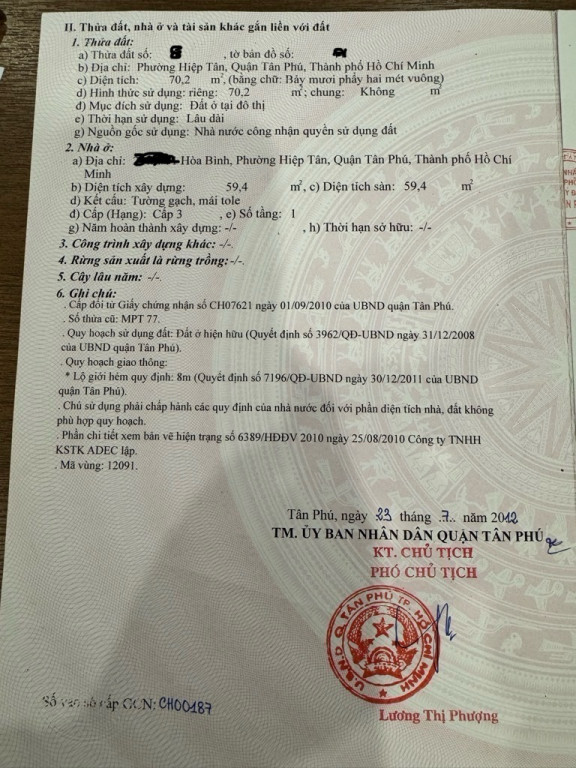 II. Thửa đất, nhà ở và tài sản khác gắn liền với đất
1. Thửa đất:
a) Thửa đất số: , tờ bản đồ số:
b) Địa chỉ: Phường Hiệp Tân, Quận Tân Phú, Thành phố Hồ Chí Minh
c) Diện tích: 70,2 m², (bằng chữ: Bảy mươi phẩy hai mét vuông)
d) Hình thức sử dụng: riêng: 70,2 m²; chung: Không m²
đ) Mục đích sử dụng: Đất ở tại đô thị
e) Thời hạn sử dụng: Lâu dài
g) Nguồn gốc sử dụng: Nhà nước công nhận quyền sử dụng đất
2. Nhà ở:
a) Địa chỉ: Hòa Bình, Phường Hiệp Tân, Quận Tân Phú, Thành phố Hồ Chí
Minh
b) Diện tích xây dựng: 59,4 m², c) Diện tích sàn: 59,4 m²
d) Kết cấu: Tường gạch, mái tole
đ) Cấp (Hạng): Cấp 3 , e) Số tầng: 1
g) Năm hoàn thành xây dựng: -/- , h) Thời hạn sở hữu: -/-
3. Công trình xây dựng khác: -/-
4. Rừng sản xuất là rừng trồng:-/-
5. Cây lâu năm: -/-
6. Ghi chú:
. Cấp đổi từ Giấy chứng nhận số CH07621 ngày 01/09/2010 của UBND quận Tân Phú.
. Số thửa cũ: MPT 77.
. Quy hoạch sử dụng đất: Đất ở hiện hữu (Quyết định số 3962/QĐ-UBND ngày 31/12/2008
của UBND quận Tân Phú).
. Quy hoạch giao thông:
* Lộ giới hẻm quy định: 8m (Quyết định số 7196/QĐ-UBND ngày 30/12/2011 của UBND
quận Tân Phú).
. Chủ sử dụng phải chấp hành các quy định của nhà nước đối với phần diện tích nhà, đất không
phù hợp quy hoạch.
. Phần chi tiết xem bản vẽ hiện trạng số 6389/HĐĐV 2010 ngày 25/08/2010 Công ty TNHH
KSTK ADEC lập.
. Mã vùng: 12091.
Tân Phú, ngày 23 tháng .7.. năm 2012
TM. ỦY BAN NHÂN DÂN QUẬN TÂN PHÚ
KT. CHỦ TỊCH
PHÓ CHỦ TỊCH
U.B.N.D Q.TÂN PHÚ TP.HỒ CHÍ MINH
Lương Thị Phượng
Số vào sổ cấp GCN: CH00187